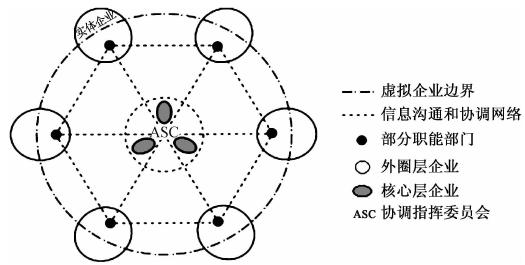 实体企业
ASC
虚拟企业边界
信息沟通和协调网络
部分职能部门
外圈层企业
核心层企业
ASC 协调指挥委员会